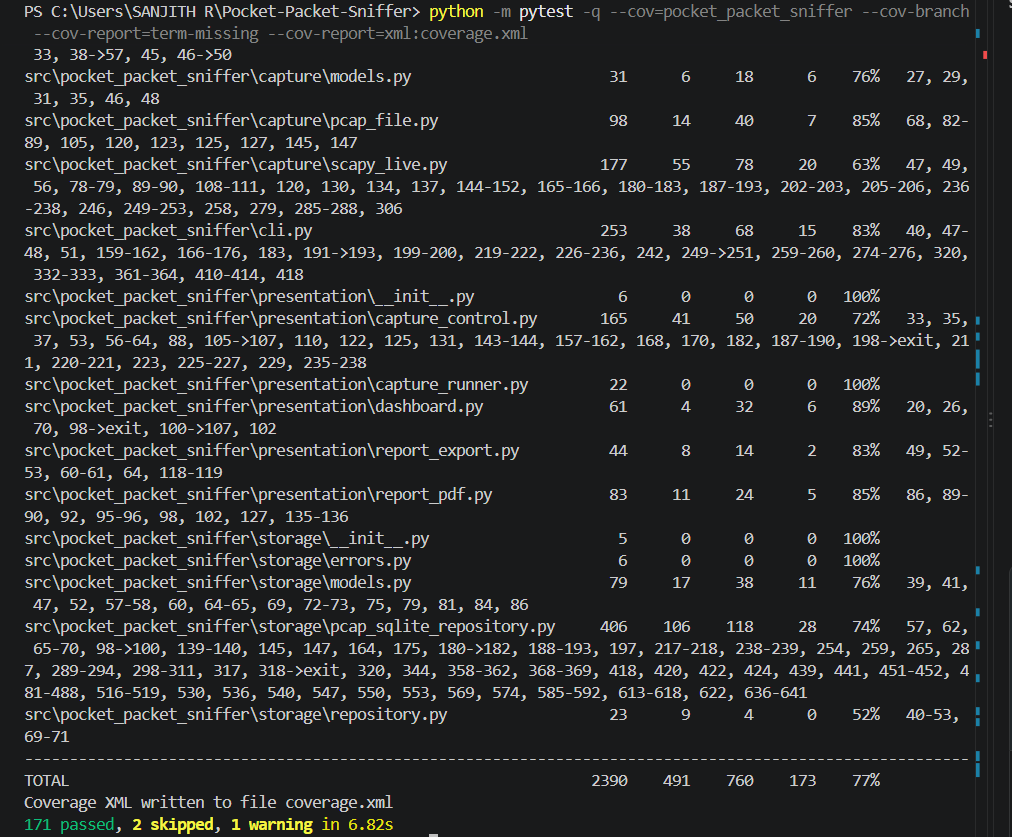 PS C:\Users\SANJITH R\Pocket-Packet-Sniffer> python -m pytest -q --cov=pocket_packet_sniffer --cov-branch
 --cov-report=term-missing --cov-report=xml:coverage.xml
 33, 38->57, 45, 46->50
src\pocket_packet_sniffer\capture\models.py 31 6 18 6 76% 27, 29,
 31, 35, 46, 48
src\pocket_packet_sniffer\capture\pcap_file.py 98 14 40 7 85% 68, 82-
89, 105, 120, 123, 125, 127, 145, 147
src\pocket_packet_sniffer\capture\scapy_live.py 177 55 78 20 63% 47, 49,
 56, 78-79, 89-90, 108-111, 120, 130, 134, 137, 144-152, 165-166, 180-183, 187-193, 202-203, 205-206, 236
-238, 246, 249-253, 258, 279, 285-288, 306
src\pocket_packet_sniffer\cli.py 253 38 68 15 83% 40, 47-
48, 51, 159-162, 166-176, 183, 191->193, 199-200, 219-222, 226-236, 242, 249->251, 259-260, 274-276, 320,
 332-333, 361-364, 410-414, 418
src\pocket_packet_sniffer\presentation\__init__.py 6 0 0 0 100%
src\pocket_packet_sniffer\presentation\capture_control.py 165 41 50 20 72% 33, 35,
 37, 53, 56-64, 88, 105->107, 110, 122, 125, 131, 143-144, 157-162, 168, 170, 182, 187-190, 198->exit, 21
1, 220-221, 223, 225-227, 229, 235-238
src\pocket_packet_sniffer\presentation\capture_runner.py 22 0 0 0 100%
src\pocket_packet_sniffer\presentation\dashboard.py 61 4 32 6 89% 20, 26,
 70, 98->exit, 100->107, 102
src\pocket_packet_sniffer\presentation\report_export.py 44 8 14 2 83% 49, 52-
53, 60-61, 64, 118-119
src\pocket_packet_sniffer\presentation\report_pdf.py 83 11 24 5 85% 86, 89-
90, 92, 95-96, 98, 102, 127, 135-136
src\pocket_packet_sniffer\storage\__init__.py 5 0 0 0 100%
src\pocket_packet_sniffer\storage\errors.py 6 0 0 0 100%
src\pocket_packet_sniffer\storage\models.py 79 17 38 11 76% 39, 41,
 47, 52, 57-58, 60, 64-65, 69, 72-73, 75, 79, 81, 84, 86
src\pocket_packet_sniffer\storage\pcap_sqlite_repository.py 406 106 118 28 74% 57, 62,
 65-70, 98->100, 139-140, 145, 147, 164, 175, 180->182, 188-193, 197, 217-218, 238-239, 254, 259, 265, 28
7, 289-294, 298-311, 317, 318->exit, 320, 344, 358-362, 368-369, 418, 420, 422, 424, 439, 441, 451-452, 4
81-488, 516-519, 530, 536, 540, 547, 550, 553, 569, 574, 585-592, 613-618, 622, 636-641
src\pocket_packet_sniffer\storage\repository.py 23 9 4 0 52% 40-53,
69-71
---------------------------------------------------------------------------------------------------------
TOTAL 2390 491 760 173 77%
Coverage XML written to file coverage.xml
171 passed, 2 skipped, 1 warning in 6.82s